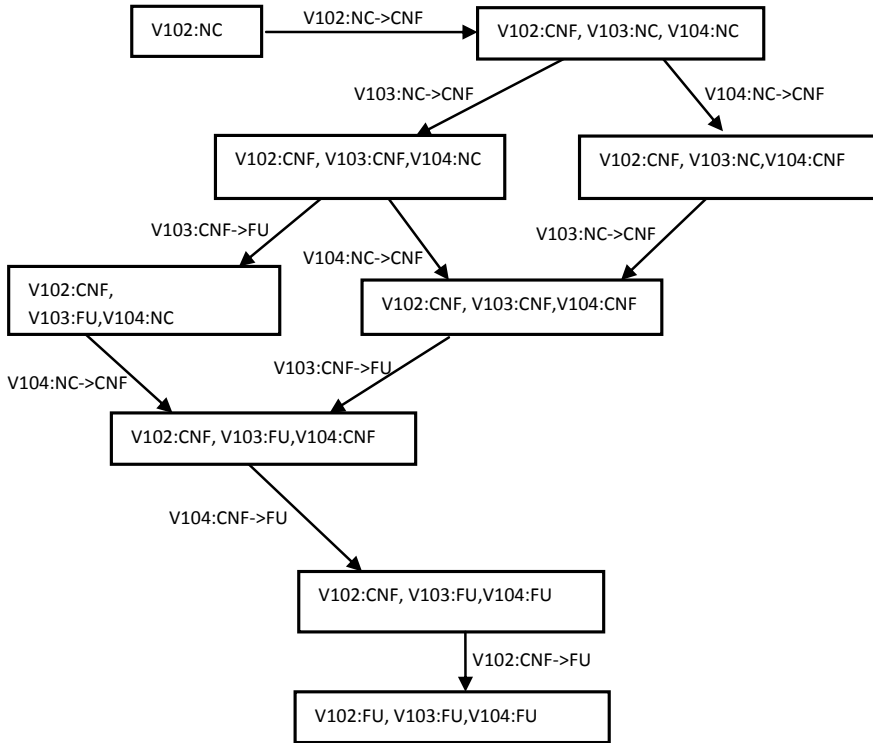 V102:NC->CNF
V102:NC
V102:CNF, V103:NC, V104:NC
V103:NC->CNF
V104:NC->CNF
V102:CNF, V103:CNF,V104:NC
V102:CNF, V103:NC,V104:CNF
V103:CNF->FU
V104:NC->CNF
V103:NC->CNF
V102:CNF,
V103:FU,V104:NC
V102:CNF, V103:CNF,V104:CNF
V104:NC->CNF
V103:CNF->FU
V102:CNF, V103:FU,V104:CNF
V104:CNF->FU
V102:CNF, V103:FU,V104:FU
V102:CNF->FU
V102:FU, V103:FU,V104:FU